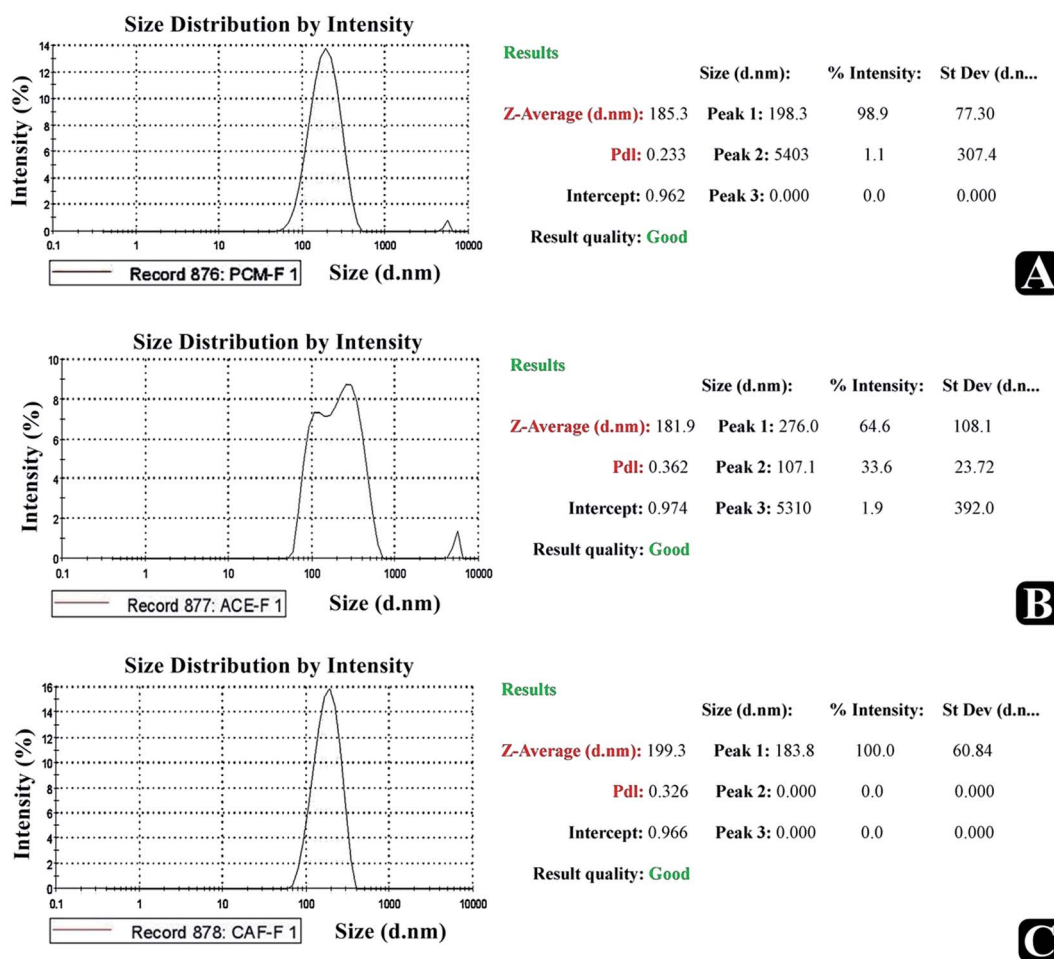 Size Distribution by Intensity
Intensity (%)
14
12
10
8
6
4
2
0
0.1 1 10 100 1000 10000
Record 876: PCM-F 1
Size (d.nm)
Results
Size (d.nm): % Intensity: St Dev (d.n...
Z-Average (d.nm): 185.3 Peak 1: 198.3 98.9 77.30
Pdl: 0.233 Peak 2: 5403 1.1 307.4
Intercept: 0.962 Peak 3: 0.000 0.0 0.000
Result quality: Good
A
Size Distribution by Intensity
Intensity (%)
10
8
6
4
2
0
0.1 1 10 100 1000 10000
Record 877: ACE-F 1
Size (d.nm)
Results
Size (d.nm): % Intensity: St Dev (d.n...
Z-Average (d.nm): 181.9 Peak 1: 276.0 64.6 108.1
Pdl: 0.362 Peak 2: 107.1 33.6 23.72
Intercept: 0.974 Peak 3: 5310 1.9 392.0
Result quality: Good
B
Size Distribution by Intensity
Intensity (%)
16
14
12
10
8
6
4
2
0
0.1 1 10 100 1000 10000
Record 878: CAF-F 1
Size (d.nm)
Results
Size (d.nm): % Intensity: St Dev (d.n...
Z-Average (d.nm): 199.3 Peak 1: 183.8 100.0 60.84
Pdl: 0.326 Peak 2: 0.000 0.0 0.000
Intercept: 0.966 Peak 3: 0.000 0.0 0.000
Result quality: Good
C